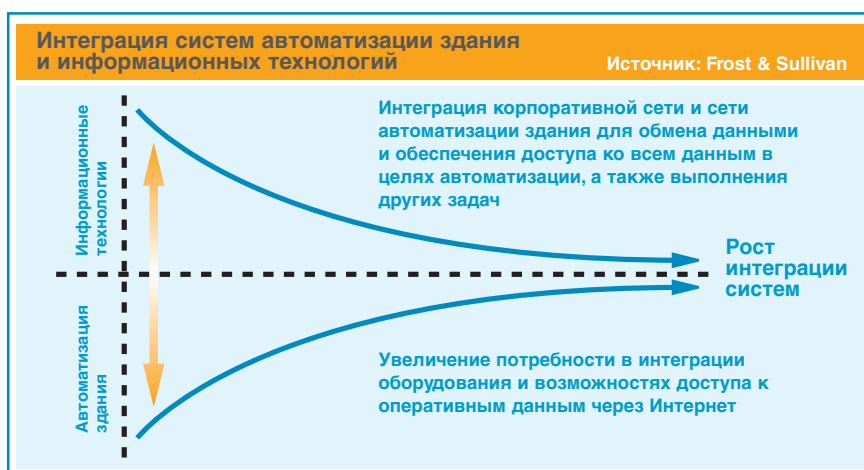 Интеграция систем автоматизации здания
и информационных технологий
Источник: Frost & Sullivan
Информационные
технологии
Интеграция корпоративной сети и сети
автоматизации здания для обмена данными
и обеспечения доступа ко всем данным в
целях автоматизации, а также выполнения
других задач
Рост
интеграции
систем
Автоматизация
здания
Увеличение потребности в интеграции
оборудования и возможностях доступа к
оперативным данным через Интернет